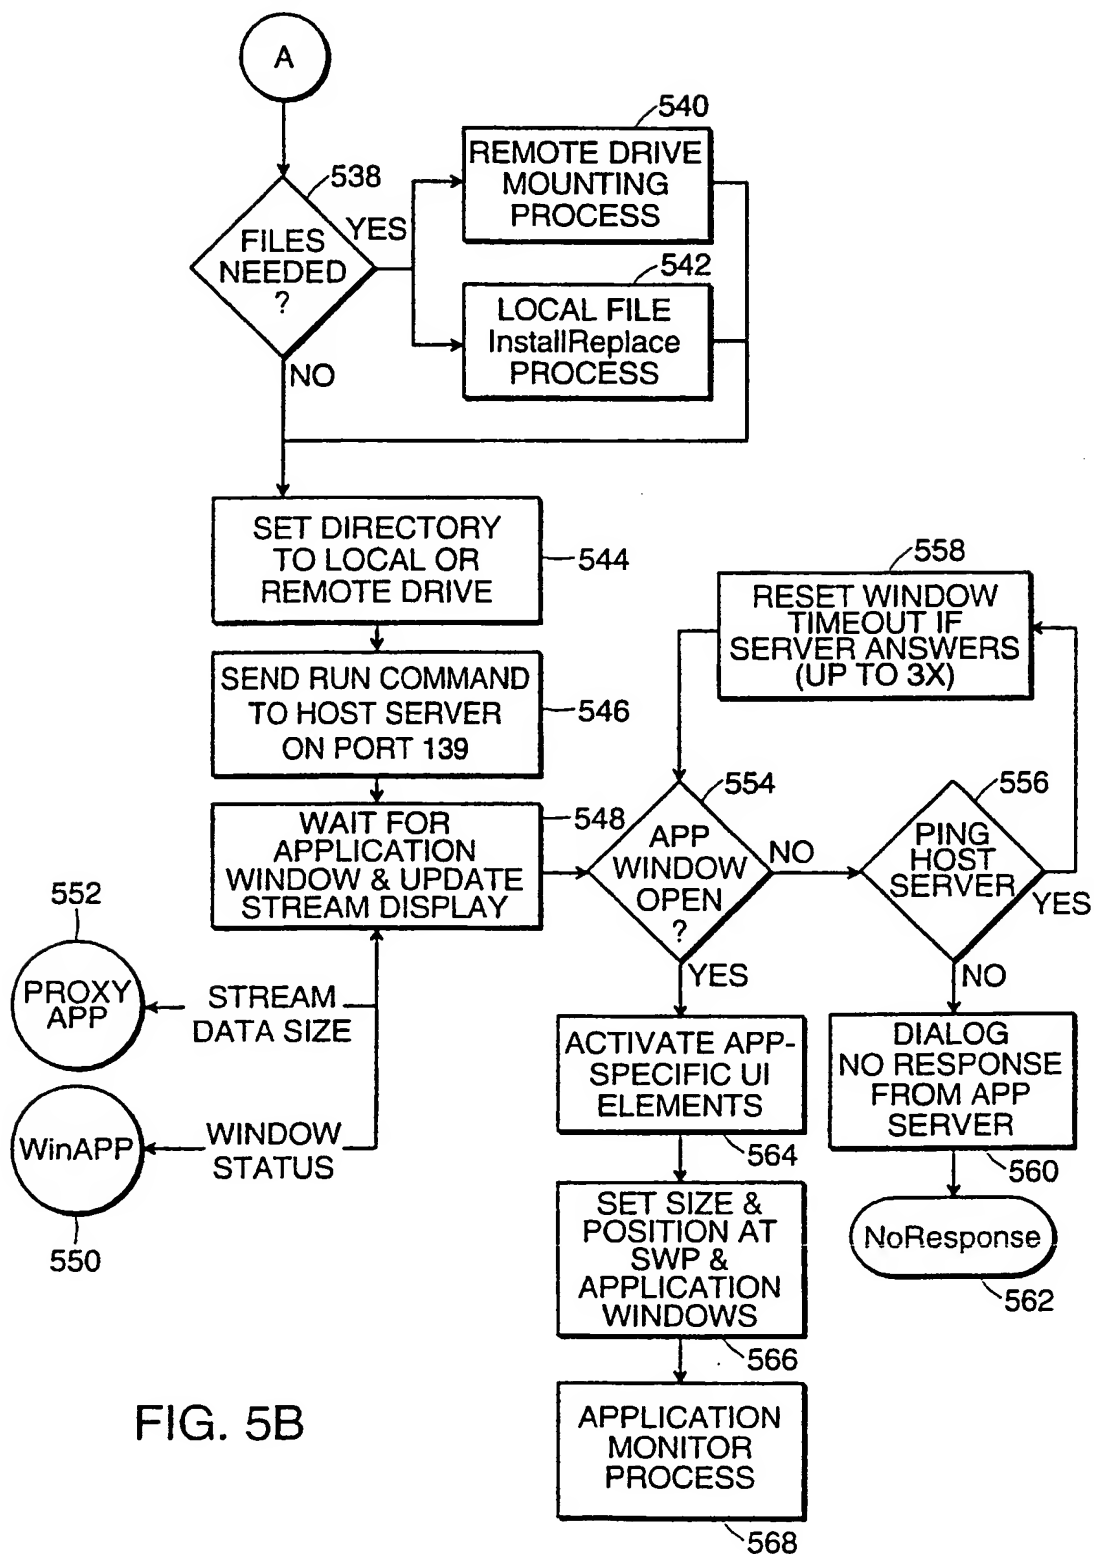 A
540
REMOTE DRIVE
MOUNTING
PROCESS
538
YES
FILES
NEEDED
?
542
LOCAL FILE
InstallReplace
PROCESS
NO
SET DIRECTORY
TO LOCAL OR
REMOTE DRIVE
544
558
RESET WINDOW
TIMEOUT IF
SERVER ANSWERS
(UP TO 3X)
SEND RUN COMMAND
TO HOST SERVER
ON PORT 139
546
WAIT FOR
APPLICATION
WINDOW & UPDATE
STREAM DISPLAY
548
554
APP
WINDOW
OPEN
?
NO
556
PING
HOST
SERVER
YES
552
PROXY
APP
STREAM
DATA SIZE
YES
NO
WinAPP
WINDOW
STATUS
550
ACTIVATE APP-
SPECIFIC UI
ELEMENTS
564
DIALOG
NO RESPONSE
FROM APP
SERVER
560
SET SIZE &
POSITION AT
SWP &
APPLICATION
WINDOWS
566
NoResponse
562
APPLICATION
MONITOR
PROCESS
568
FIG. 5B